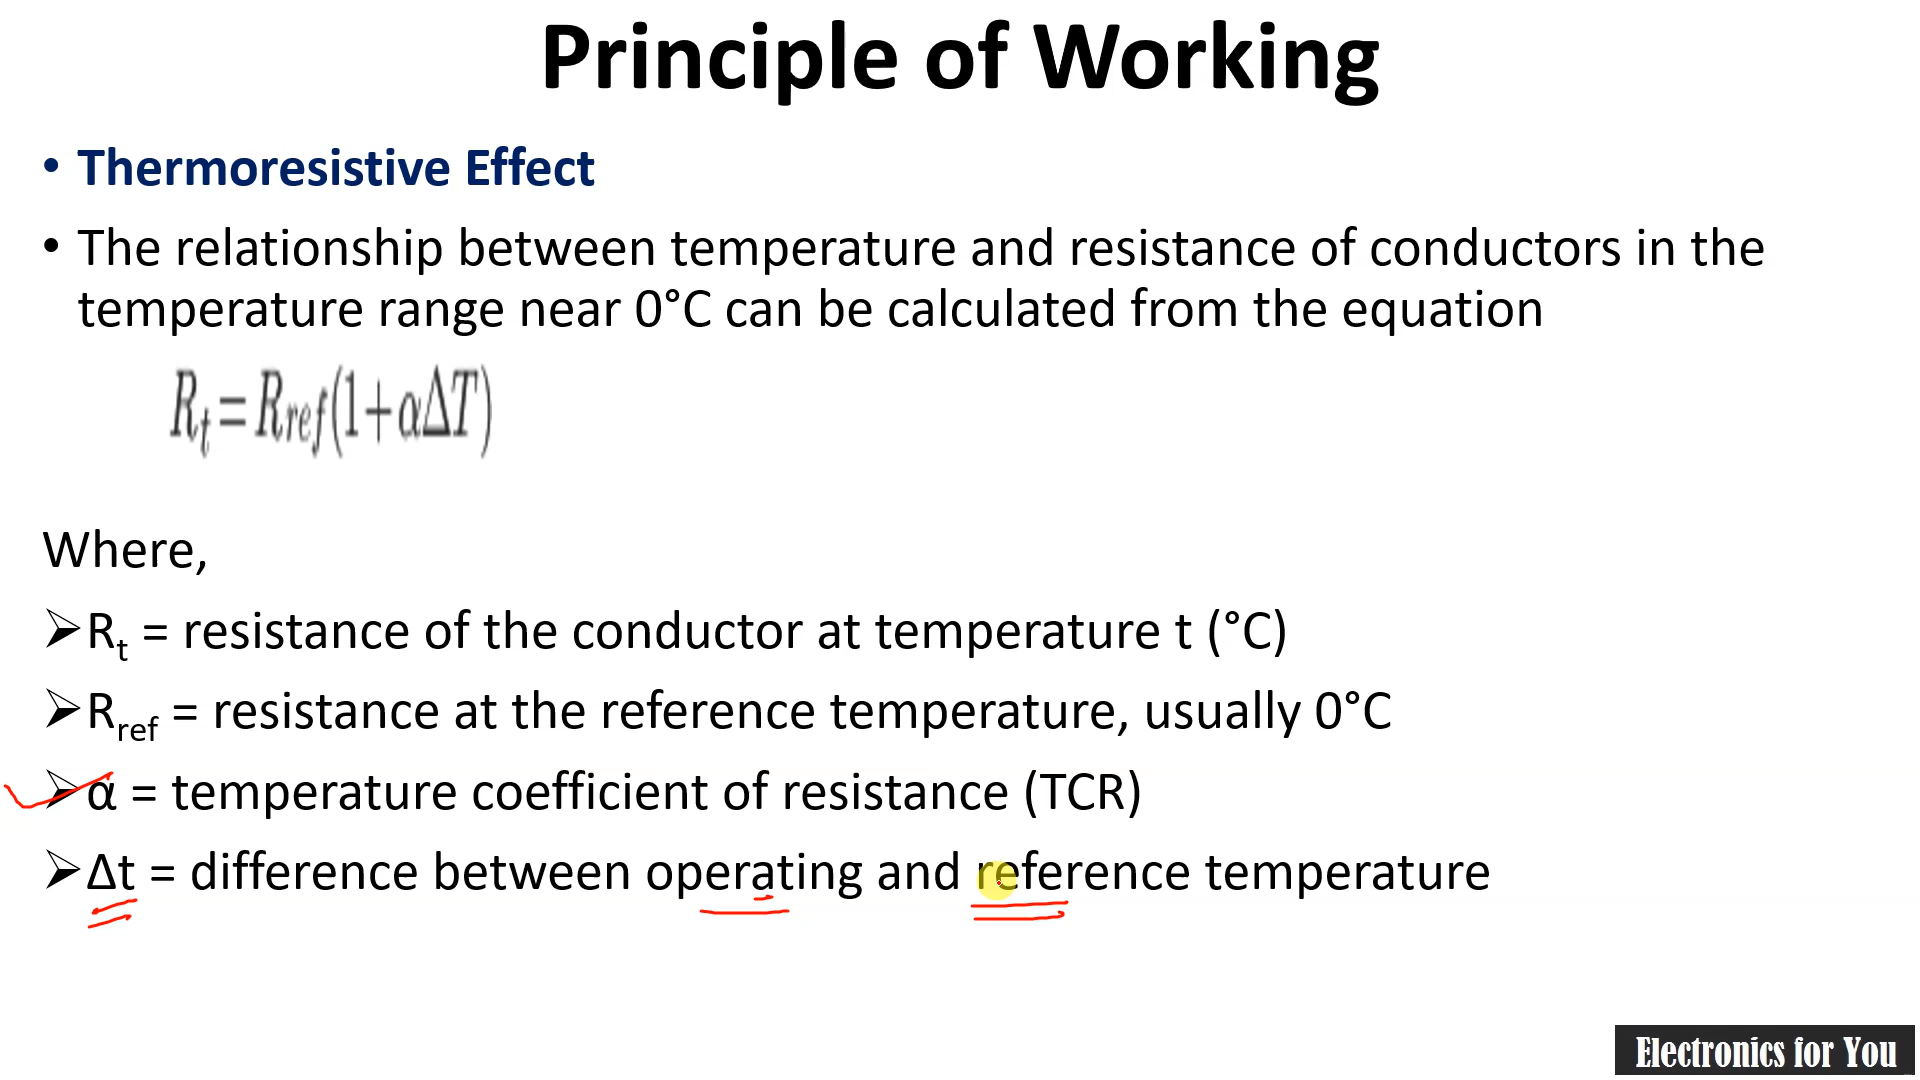 Principle of Working
• Thermoresistive Effect
• The relationship between temperature and resistance of conductors in the
temperature range near 0°C can be calculated from the equation
Rt=Rref(1+αΔT)
Where,
➢Rt = resistance of the conductor at temperature t (°C)
➢Rref = resistance at the reference temperature, usually 0°C
➢α = temperature coefficient of resistance (TCR)
➢Δt = difference between operating and reference temperature
Electronics for You